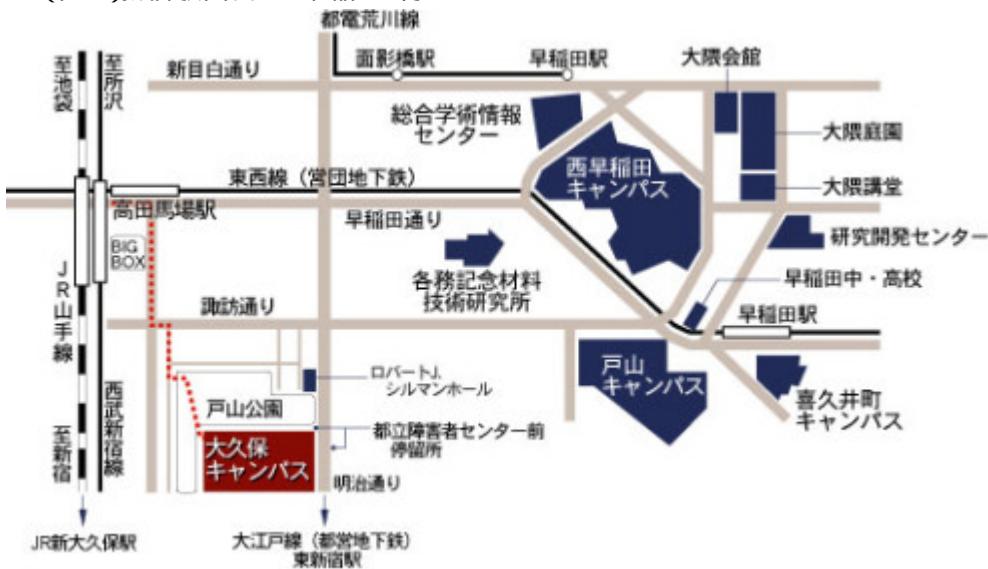 都電荒川線
至池袋
至所沢
新目白通り
面影橋駅
早稲田駅
大隈会館
総合学術情報
センター
西早稲田
キャンパス
大隈庭園
大隈講堂
東西線（営団地下鉄）
高田馬場駅
早稲田通り
研究開発センター
BIG
BOX
各務記念材料
技術研究所
早稲田中・高校
JR山手線
諏訪通り
早稲田駅
ロバートJ.
シルマンホール
戸山
キャンパス
喜久井町
キャンパス
西武新宿線
戸山公園
都立障害者センター前
停留所
至新宿
大久保
キャンパス
明治通り
JR新大久保駅
大江戸線（都営地下鉄）
東新宿駅